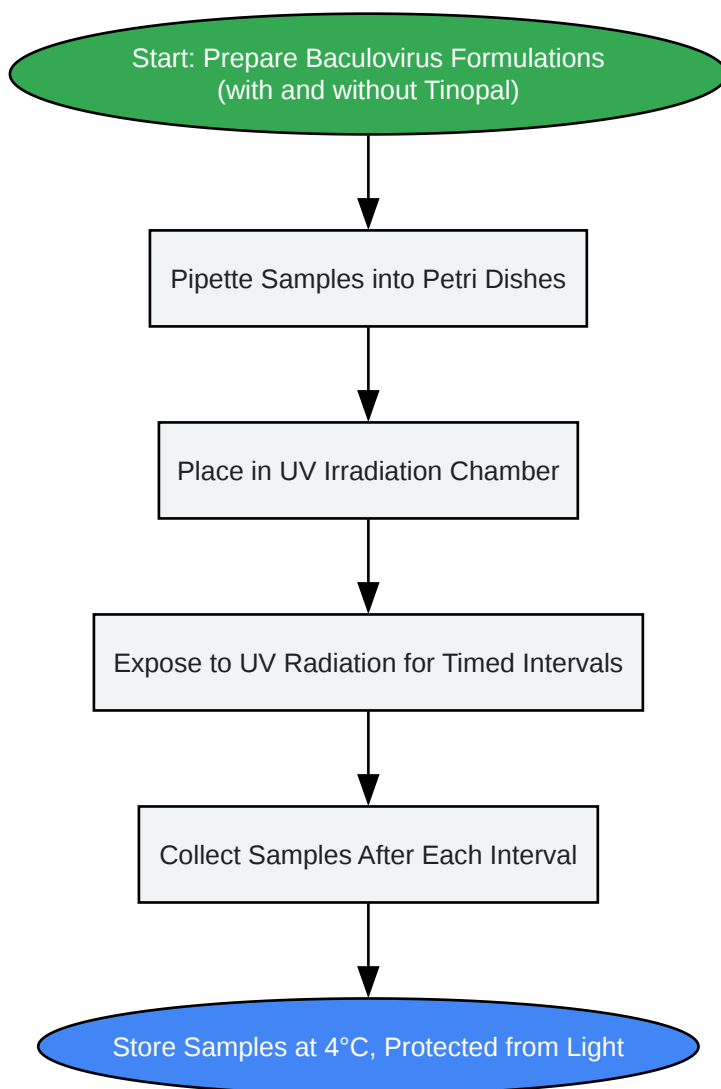 Start: Prepare Baculovirus Formulations
(with and without Tinopal)
Pipette Samples into Petri Dishes
Place in UV Irradiation Chamber
Expose to UV Radiation for Timed Intervals
Collect Samples After Each Interval
Store Samples at 4°C, Protected from Light